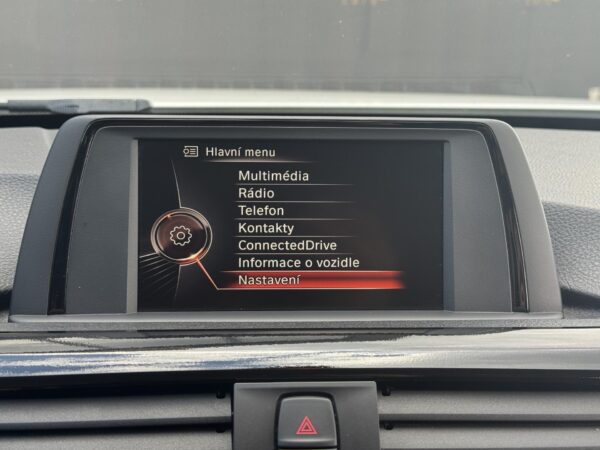 Hlavní menu
Multimédia
Rádio
Telefon
Kontakty
ConnectedDrive
Informace o vozidle
Nastavení